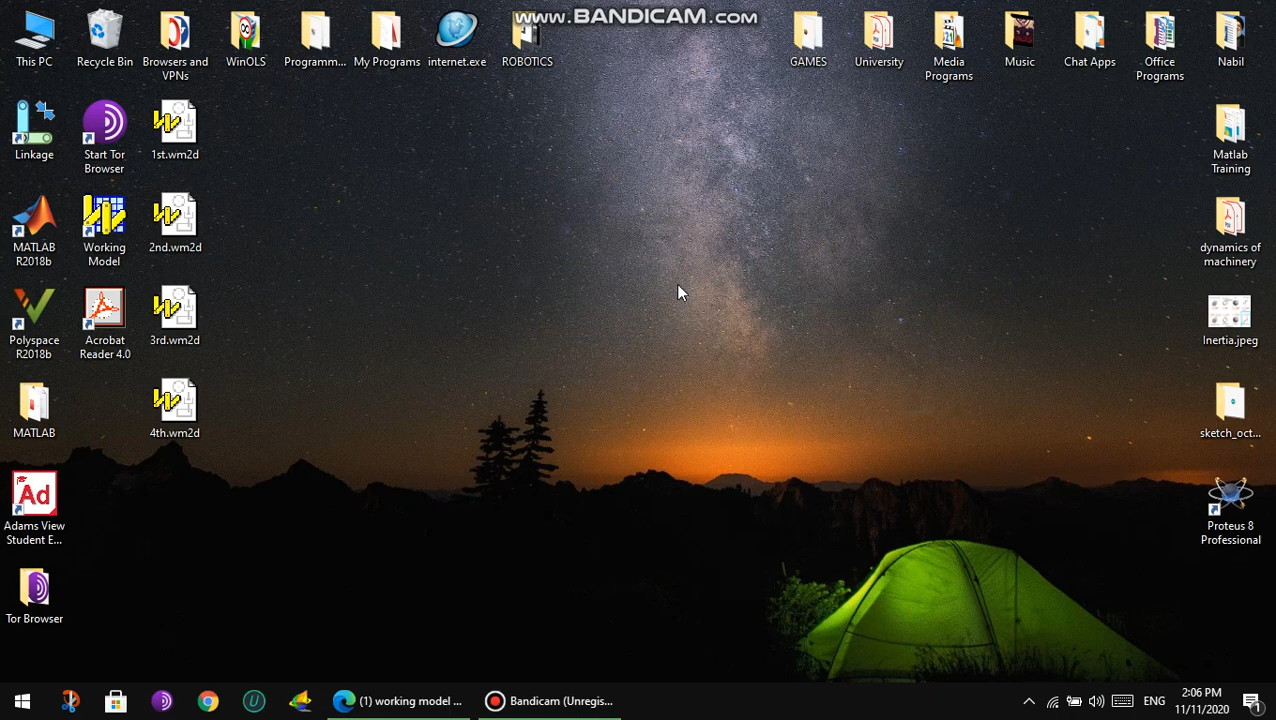 www.BANDICAM.com
This PC
Recycle Bin
Browsers and
VPNs
WinOLS
Programm...
My Programs
internet.exe
ROBOTICS
GAMES
University
Media
Programs
Music
Chat Apps
Office
Programs
Nabil
Linkage
Start Tor
Browser
1st.wm2d
Matlab
Training
MATLAB
R2018b
Working
Model
2nd.wm2d
dynamics of
machinery
Polyspace
R2018b
Acrobat
Reader 4.0
3rd.wm2d
Inertia.jpeg
MATLAB
4th.wm2d
sketch_oct...
Ad
Adams View
Student E...
Proteus 8
Professional
Tor Browser
(1) working model ...
Bandicam (Unregis...
ENG
2:06 PM
11/11/2020
1